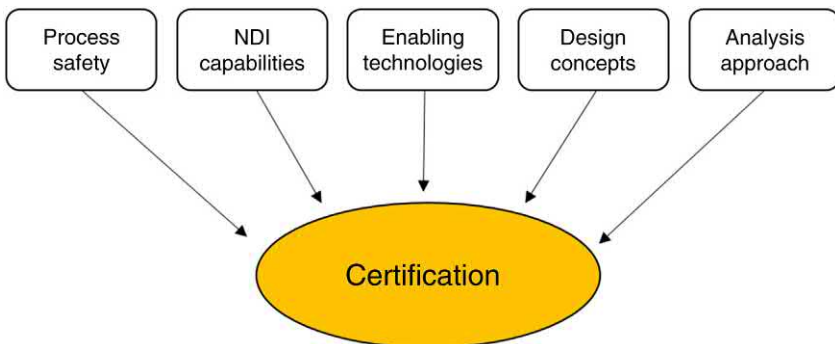 Process
safety
NDI
capabilities
Enabling
technologies
Design
concepts
Analysis
approach
Certification